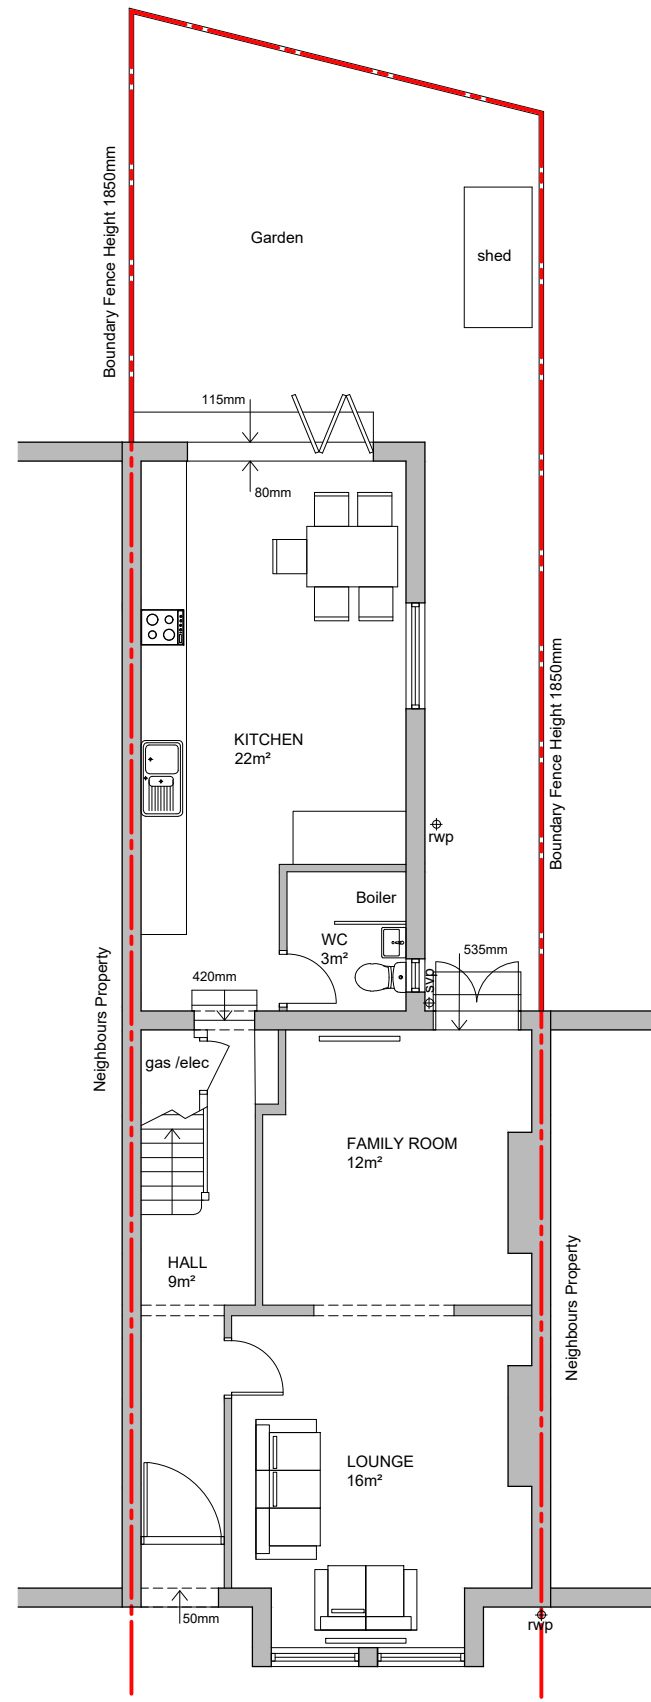 Boundary Fence Height 1850mm
Garden
shed
115mm
80mm
KITCHEN
22m²
Boundary Fence Height 1850mm
rwp
Boiler
WC
3m²
svp
535mm
420mm
Neighbours Property
gas /elec
FAMILY ROOM
12m²
HALL
9m²
Neighbours Property
LOUNGE
16m²
50mm
rwp